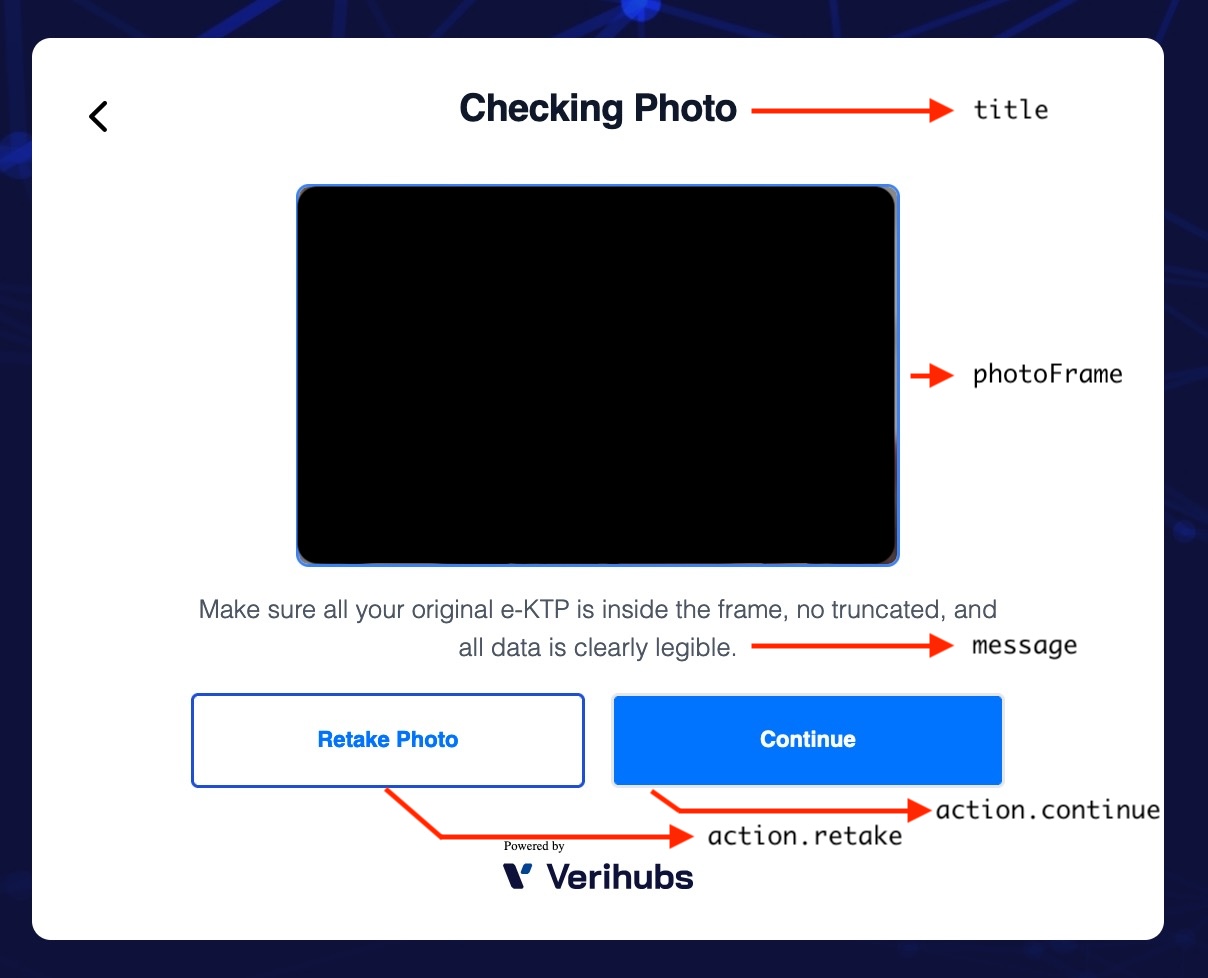 Checking Photo
title
photoFrame
Make sure all your original e-KTP is inside the frame, no truncated, and
all data is clearly legible.
message
Retake Photo
Continue
action.continue
action.retake
Powered by
Verihubs